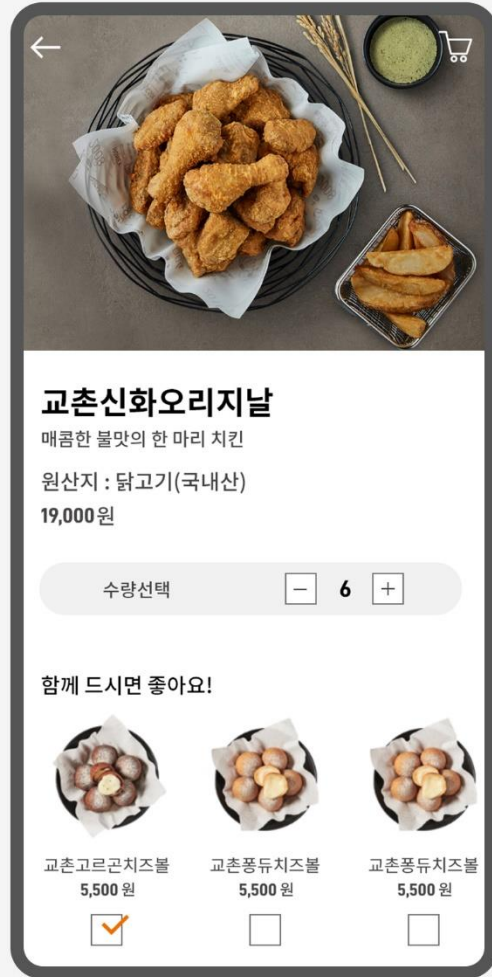 교촌신화오리지날
매콤한 불맛의 한 마리 치킨
원산지 : 닭고기(국내산)
19,000원
수량선택 － 6 +
함께 드시면 좋아요!
교촌고르곤치즈볼 교촌퐁듀치즈볼 교촌퐁듀치즈볼
5,500 원 5,500 원 5,500 원